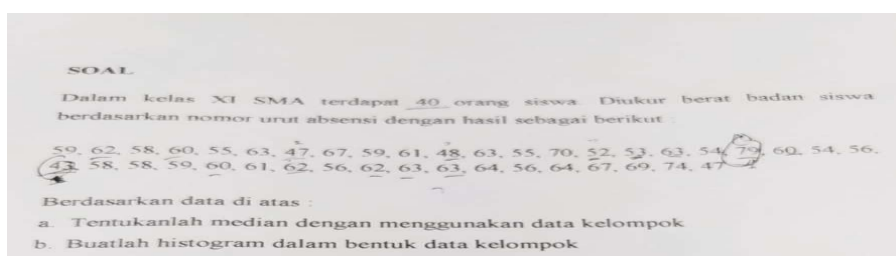 SOAL
Dalam kelas XI SMA terdapat 40 orang siswa. Diukur berat badan siswa
berdasarkan nomor urut absensi dengan hasil sebagai berikut :
59, 62, 58, 60, 55, 63, 47, 67, 59, 61, 48, 63, 55, 70, 52, 53, 63, 54, 79, 60, 54, 56,
43, 58, 58, 59, 60, 61, 62, 56, 62, 63, 63, 64, 56, 64, 67, 69, 74, 47
Berdasarkan data di atas :
a. Tentukanlah median dengan menggunakan data kelompok
b. Buatlah histogram dalam bentuk data kelompok